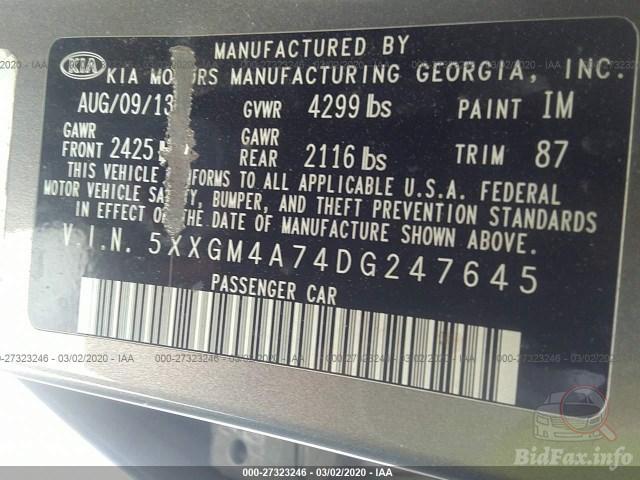 MANUFACTURED BY
KIA KIA MOTORS MANUFACTURING GEORGIA, INC.
AUG/09/13 GVWR 4299 lbs PAINT IM
GAWR FRONT 2425 GAWR REAR 2116 lbs TRIM 87
THIS VEHICLE CONFORMS TO ALL APPLICABLE U.S.A. FEDERAL
MOTOR VEHICLE SAFETY, BUMPER, AND THEFT PREVENTION STANDARDS
IN EFFECT ON THE DATE OF MANUFACTURE SHOWN ABOVE.
V.I.N. 5XXGM4A74DG247645
PASSENGER CAR
000-27323246 - 03/02/2020 - IAA
BidFax.info